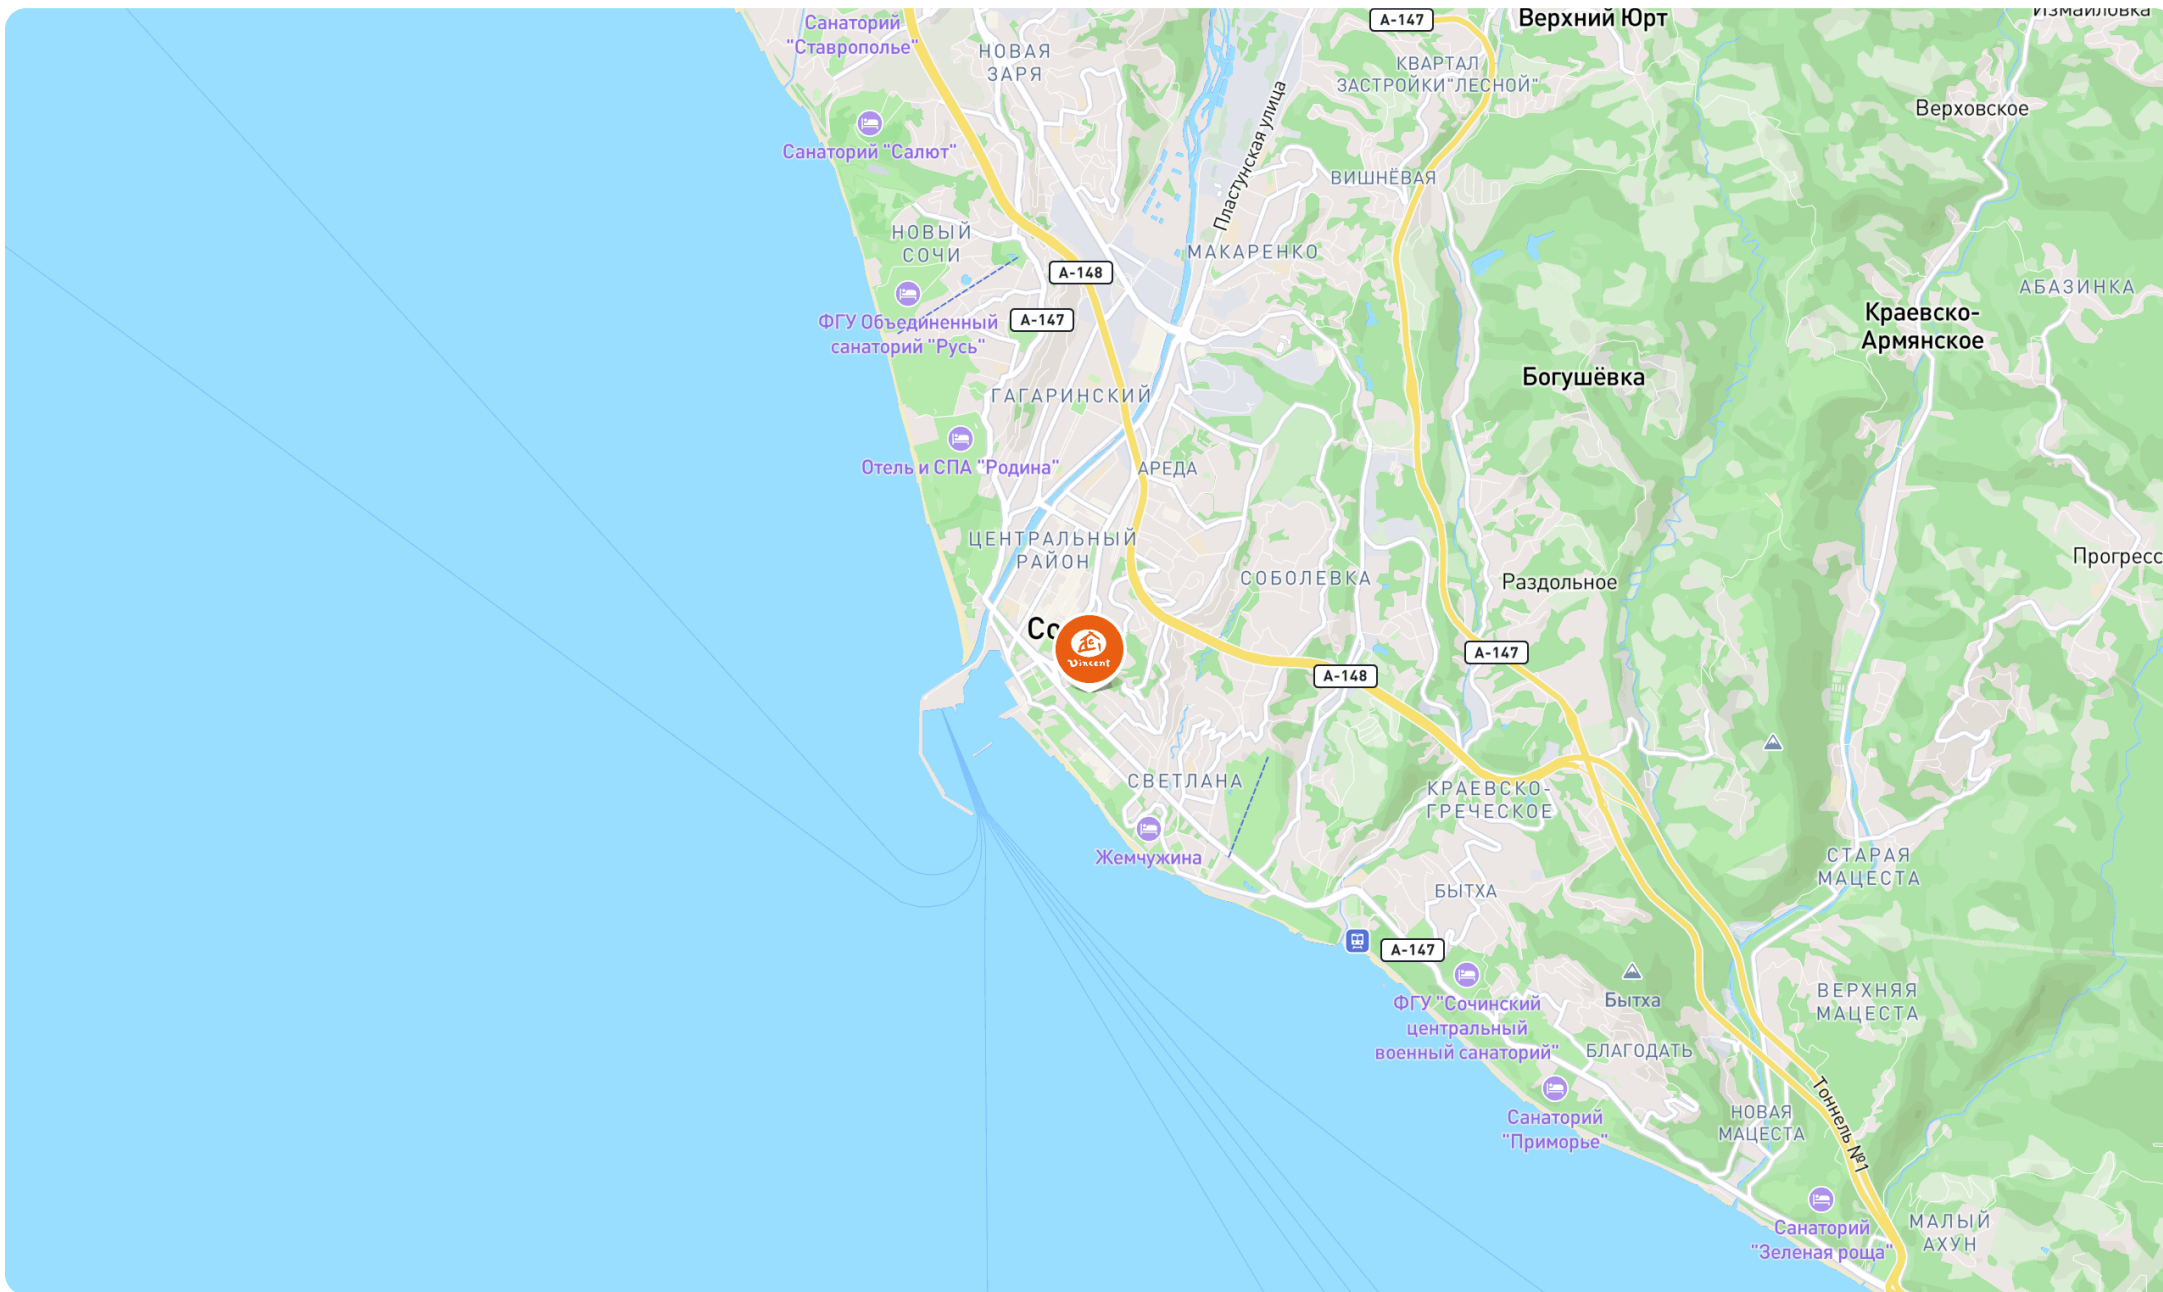 Санаторий
"Ставрополье"
НОВАЯ
ЗАРЯ
А-147
Верхний Юрт
Измайловка
КВАРТАЛ
ЗАСТРОЙКИ"ЛЕСНОЙ"
Верховское
Санаторий "Салют"
Пластунская улица
ВИШНЁВАЯ
НОВЫЙ
СОЧИ
МАКАРЕНКО
А-148
АБАЗИНКА
ФГУ Объединенный
санаторий "Русь"
А-147
Краевско-
Армянское
Богушёвка
ГАГАРИНСКИЙ
Отель и СПА "Родина"
АРЕДА
ЦЕНТРАЛЬНЫЙ
РАЙОН
Прогресс
СОБОЛЕВКА
Раздольное
Со
Vincent
А-147
А-148
СВЕТЛАНА
КРАЕВСКО-
ГРЕЧЕСКОЕ
Жемчужина
СТАРАЯ
МАЦЕСТА
БЫТХА
А-147
ФГУ "Сочинский
центральный
военный санаторий"
Бытха
ВЕРХНЯЯ
МАЦЕСТА
БЛАГОДАТЬ
Санаторий
"Приморье"
НОВАЯ
МАЦЕСТА
Тоннель №1
Санаторий
"Зеленая роща"
МАЛЫЙ
АХУН